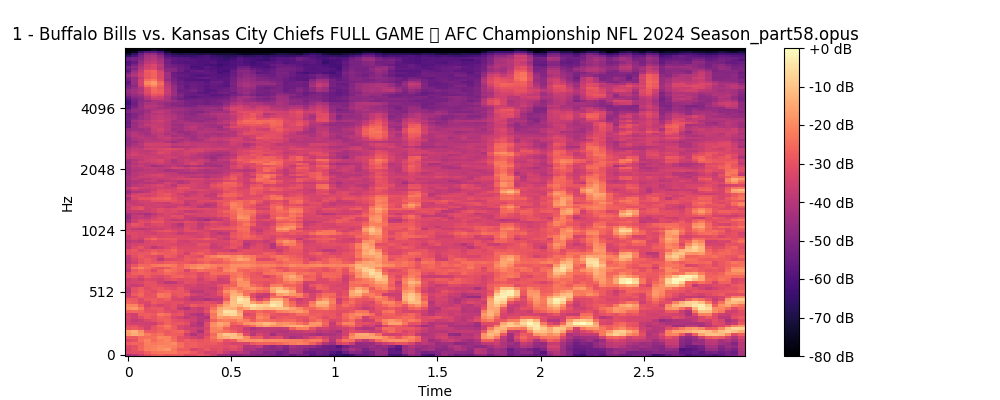 1 - Buffalo Bills vs. Kansas City Chiefs FULL GAME  AFC Championship NFL 2024 Season_part58.opus
+0 dB
-10 dB
-20 dB
-30 dB
-40 dB
-50 dB
-60 dB
-70 dB
-80 dB
4096
2048
1024
512
0
Hz
0
0.5
1
1.5
2
2.5
Time